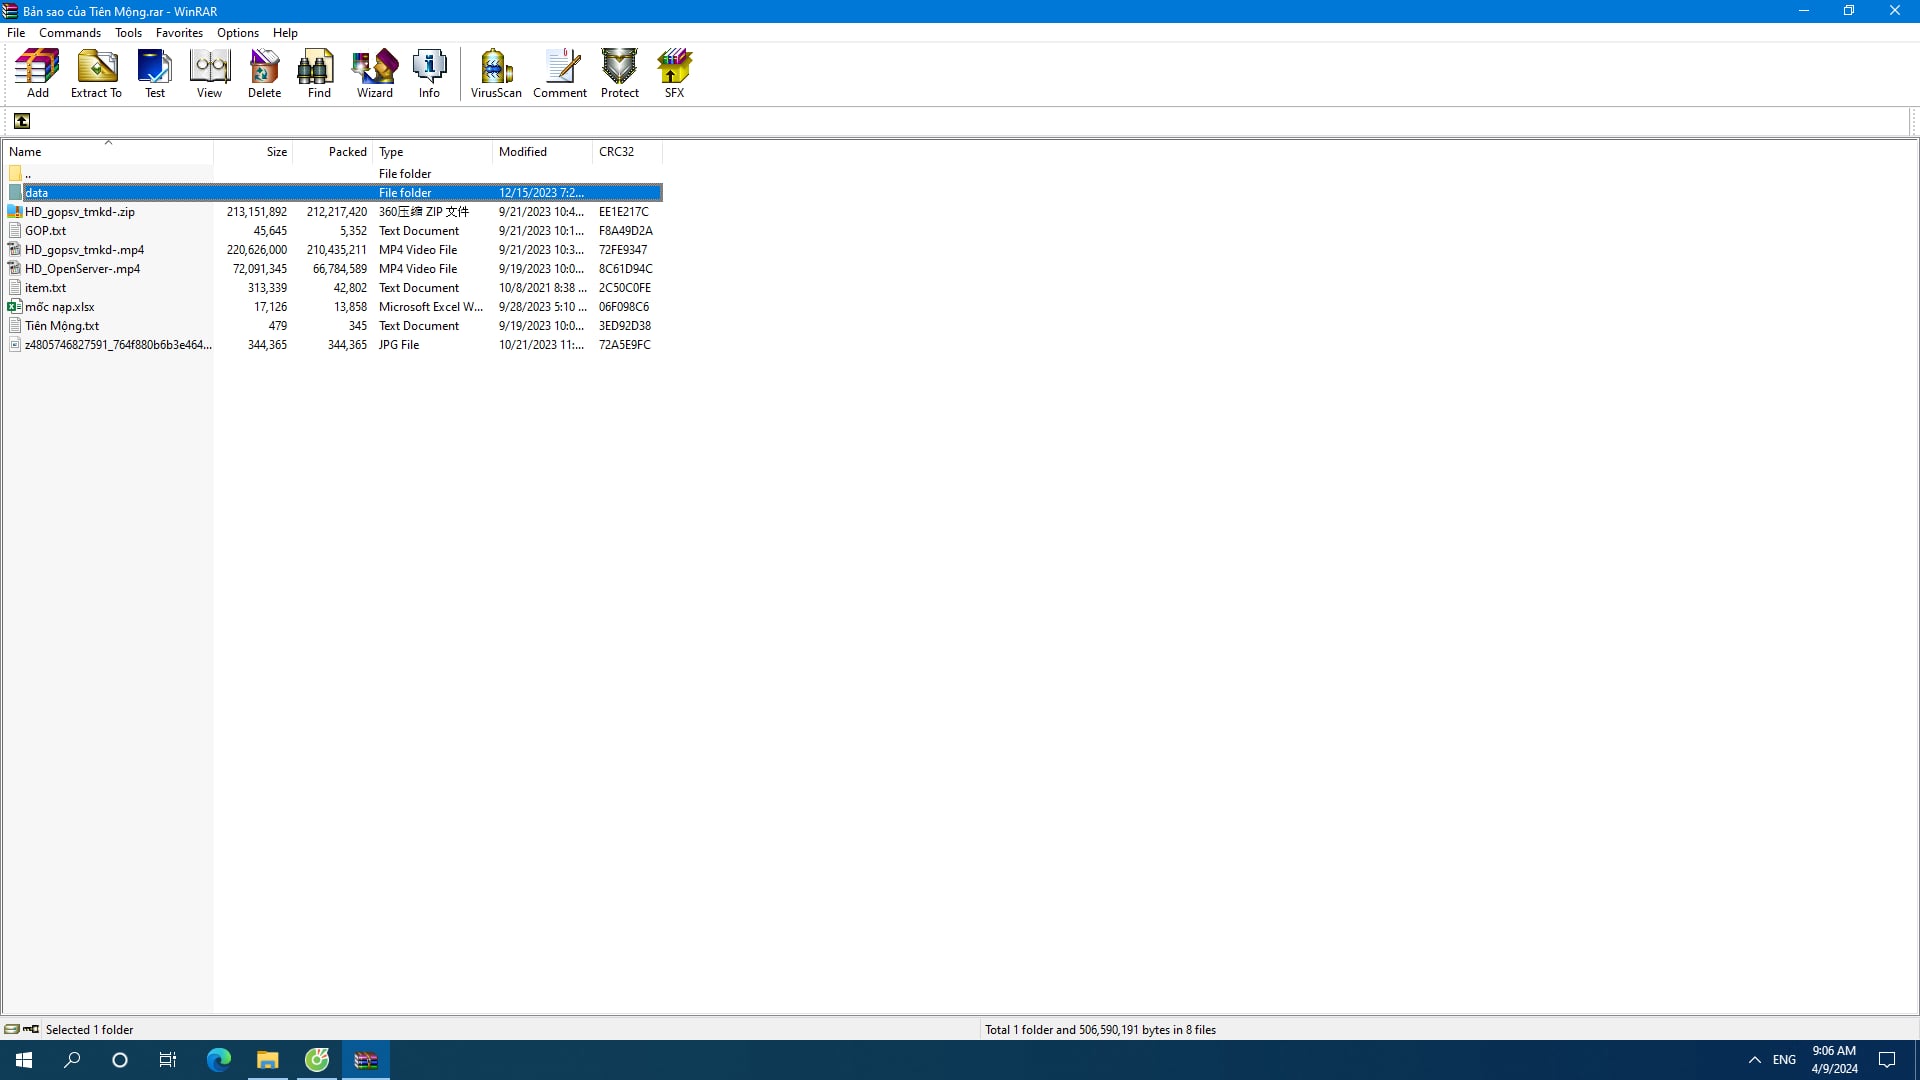 Bản sao của Tiên Mộng.rar - WinRAR
File Commands Tools Favorites Options Help
Add Extract To Test View Delete Find Wizard Info VirusScan Comment Protect SFX
Name Size Packed Type Modified CRC32
.. File folder
data File folder 12/15/2023 7:2...
HD_gopsv_tmkd-.zip 213,151,892 212,217,420 360压缩 ZIP 文件 9/21/2023 10:4... EE1E217C
GOP.txt 45,645 5,352 Text Document 9/21/2023 10:1... F8A49D2A
HD_gopsv_tmkd-.mp4 220,626,000 210,435,211 MP4 Video File 9/21/2023 10:3... 72FE9347
HD_OpenServer-.mp4 72,091,345 66,784,589 MP4 Video File 9/19/2023 10:0... 8C61D94C
item.txt 313,339 42,802 Text Document 10/8/2021 8:38 ... 2C50C0FE
mốc nạp.xlsx 17,126 13,858 Microsoft Excel W... 9/28/2023 5:10 ... 06F098C6
Tiên Mộng.txt 479 345 Text Document 9/19/2023 10:0... 3ED92D38
z4805746827591_764f880b6b3e464... 344,365 344,365 JPG File 10/21/2023 11:... 72A5E9FC
Selected 1 folder Total 1 folder and 506,590,191 bytes in 8 files
ENG 9:06 AM
4/9/2024